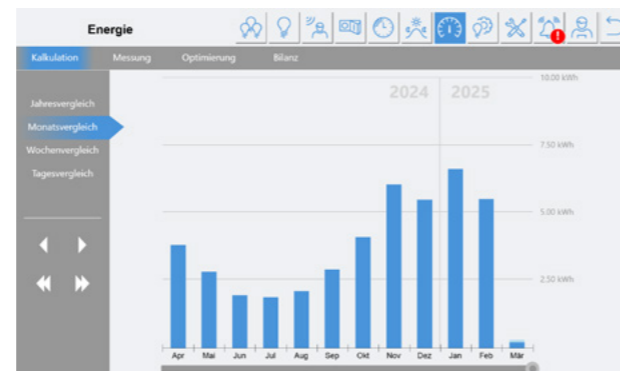 Energie
Kalkulation Messung Optimierung Bilanz
Jahresvergleich
Monatsvergleich
Wochenvergleich
Tagesvergleich
2024 2025
10.00 kWh
7.50 kWh
5.00 kWh
2.50 kWh
Apr Mai Jun Jul Aug Sep Okt Nov Dez Jan Feb Mär